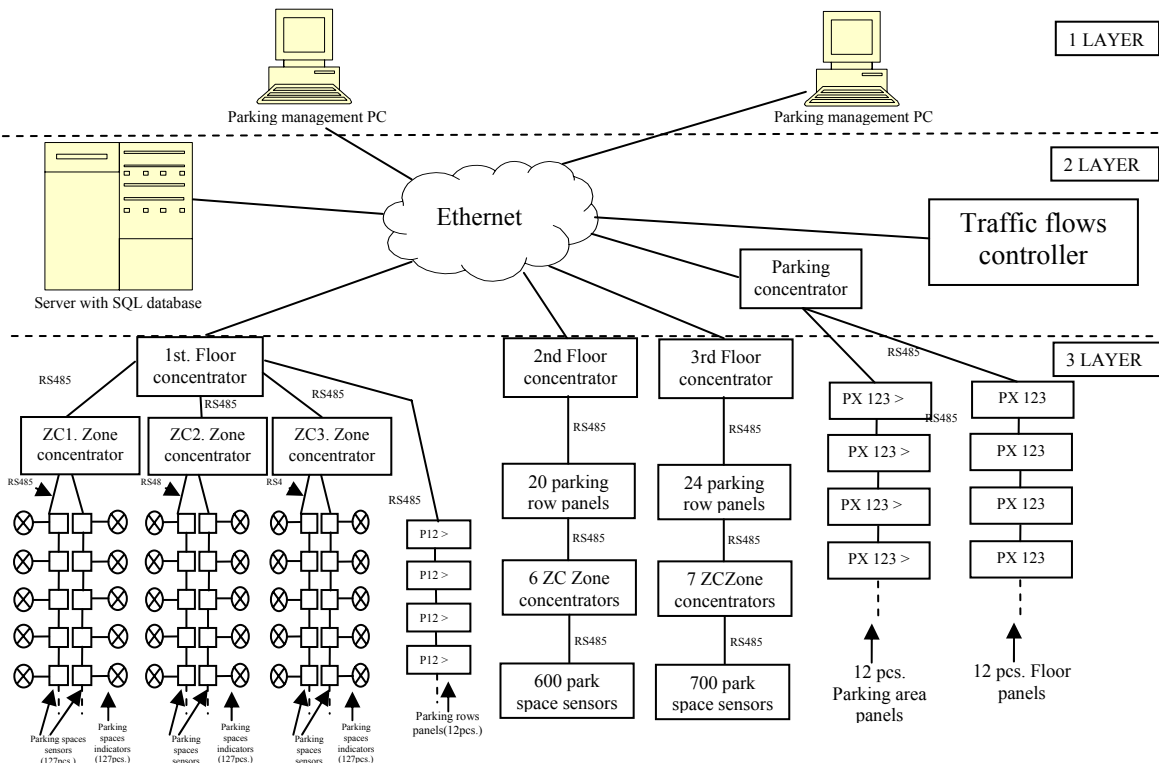 1 LAYER
Parking management PC
Parking management PC
2 LAYER
Ethernet
Traffic flows
controller
Parking
concentrator
Server with SQL database
3 LAYER
1st. Floor
concentrator
2nd Floor
concentrator
3rd Floor
concentrator
RS485
RS485
RS485
RS485
RS485
RS485
RS485
RS485
RS485
ZC1. Zone
concentrator
ZC2. Zone
concentrator
ZC3. Zone
concentrator
RS485
RS48
RS4
P12 >
P12 >
P12 >
P12 >
20 parking
row panels
RS485
6 ZC Zone
concentrators
RS485
600 park
space sensors
24 parking
row panels
RS485
7 ZCZone
concentrators
RS485
700 park
space sensors
PX 123 >
PX 123 >
PX 123 >
PX 123 >
PX 123
PX 123
PX 123
PX 123
12 pcs.
Parking area
panels
12 pcs. Floor
panels
Parking spaces
sensors
(127pcs.)
Parking
spaces
indicators
(127pcs.)
Parking
spaces
sensors
Parking
spaces
indicators
(127pcs.)
Parking
spaces
sensors
Parking
spaces
indicators
(127pcs.)
Parking rows
panels(12pcs.)